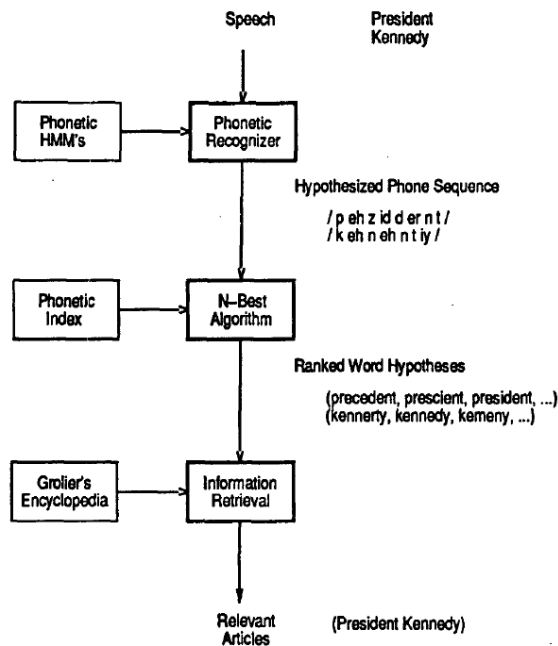 Speech
President
Kennedy
Phonetic
HMM's
Phonetic
Recognizer
Hypothesized Phone Sequence
/ p eh z id d er n t /
/ k eh n eh n t iy /
Phonetic
Index
N-Best
Algorithm
Ranked Word Hypotheses
(precedent, prescient, president, ...)
(kennerty, kennedy, kemeny, ...)
Grolier's
Encyclopedia
Information
Retrieval
Relevant
Articles
(President Kennedy)